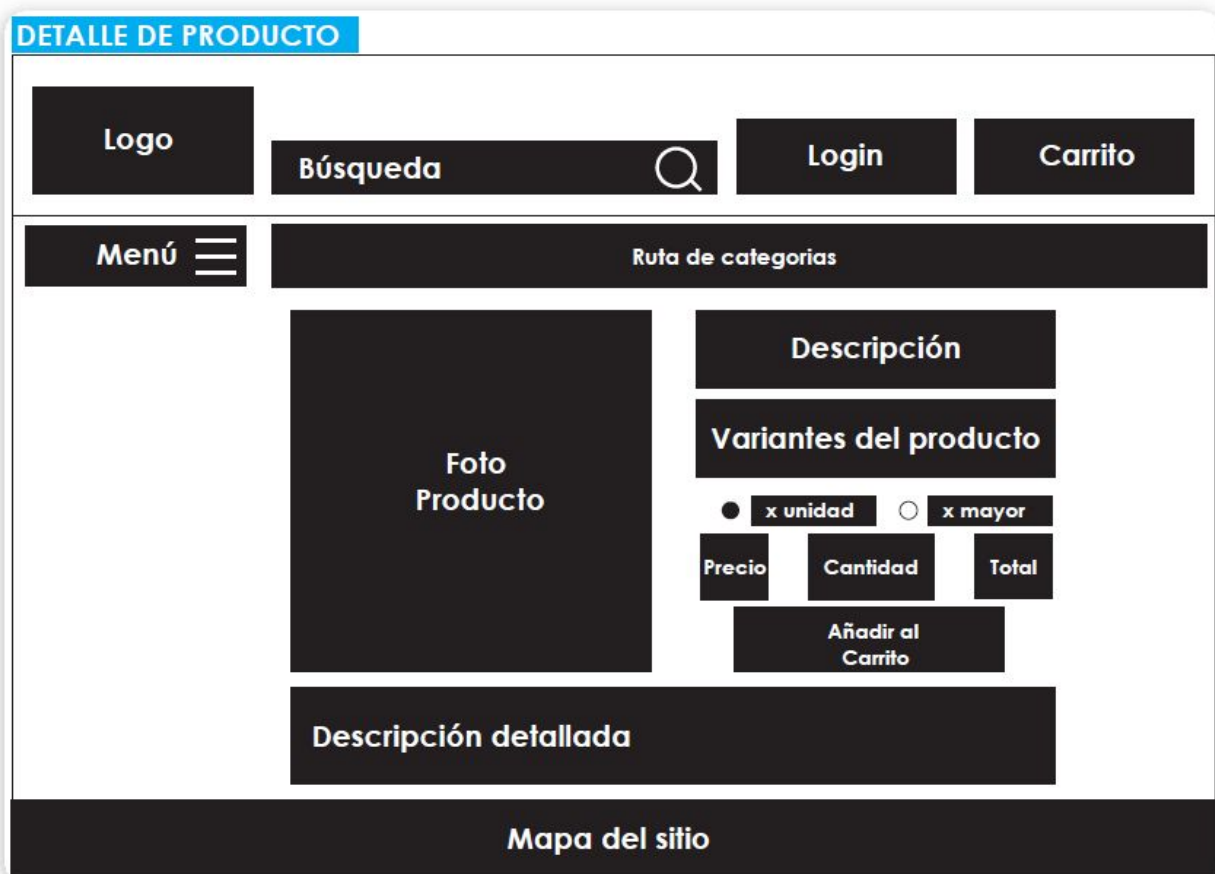 DETALLE DE PRODUCTO
Logo
Búsqueda
Login
Carrito
Menú
Ruta de categorias
Foto
Producto
Descripción
Variantes del producto
x unidad
x mayor
Precio
Cantidad
Total
Añadir al
Carrito
Descripción detallada
Mapa del sitio